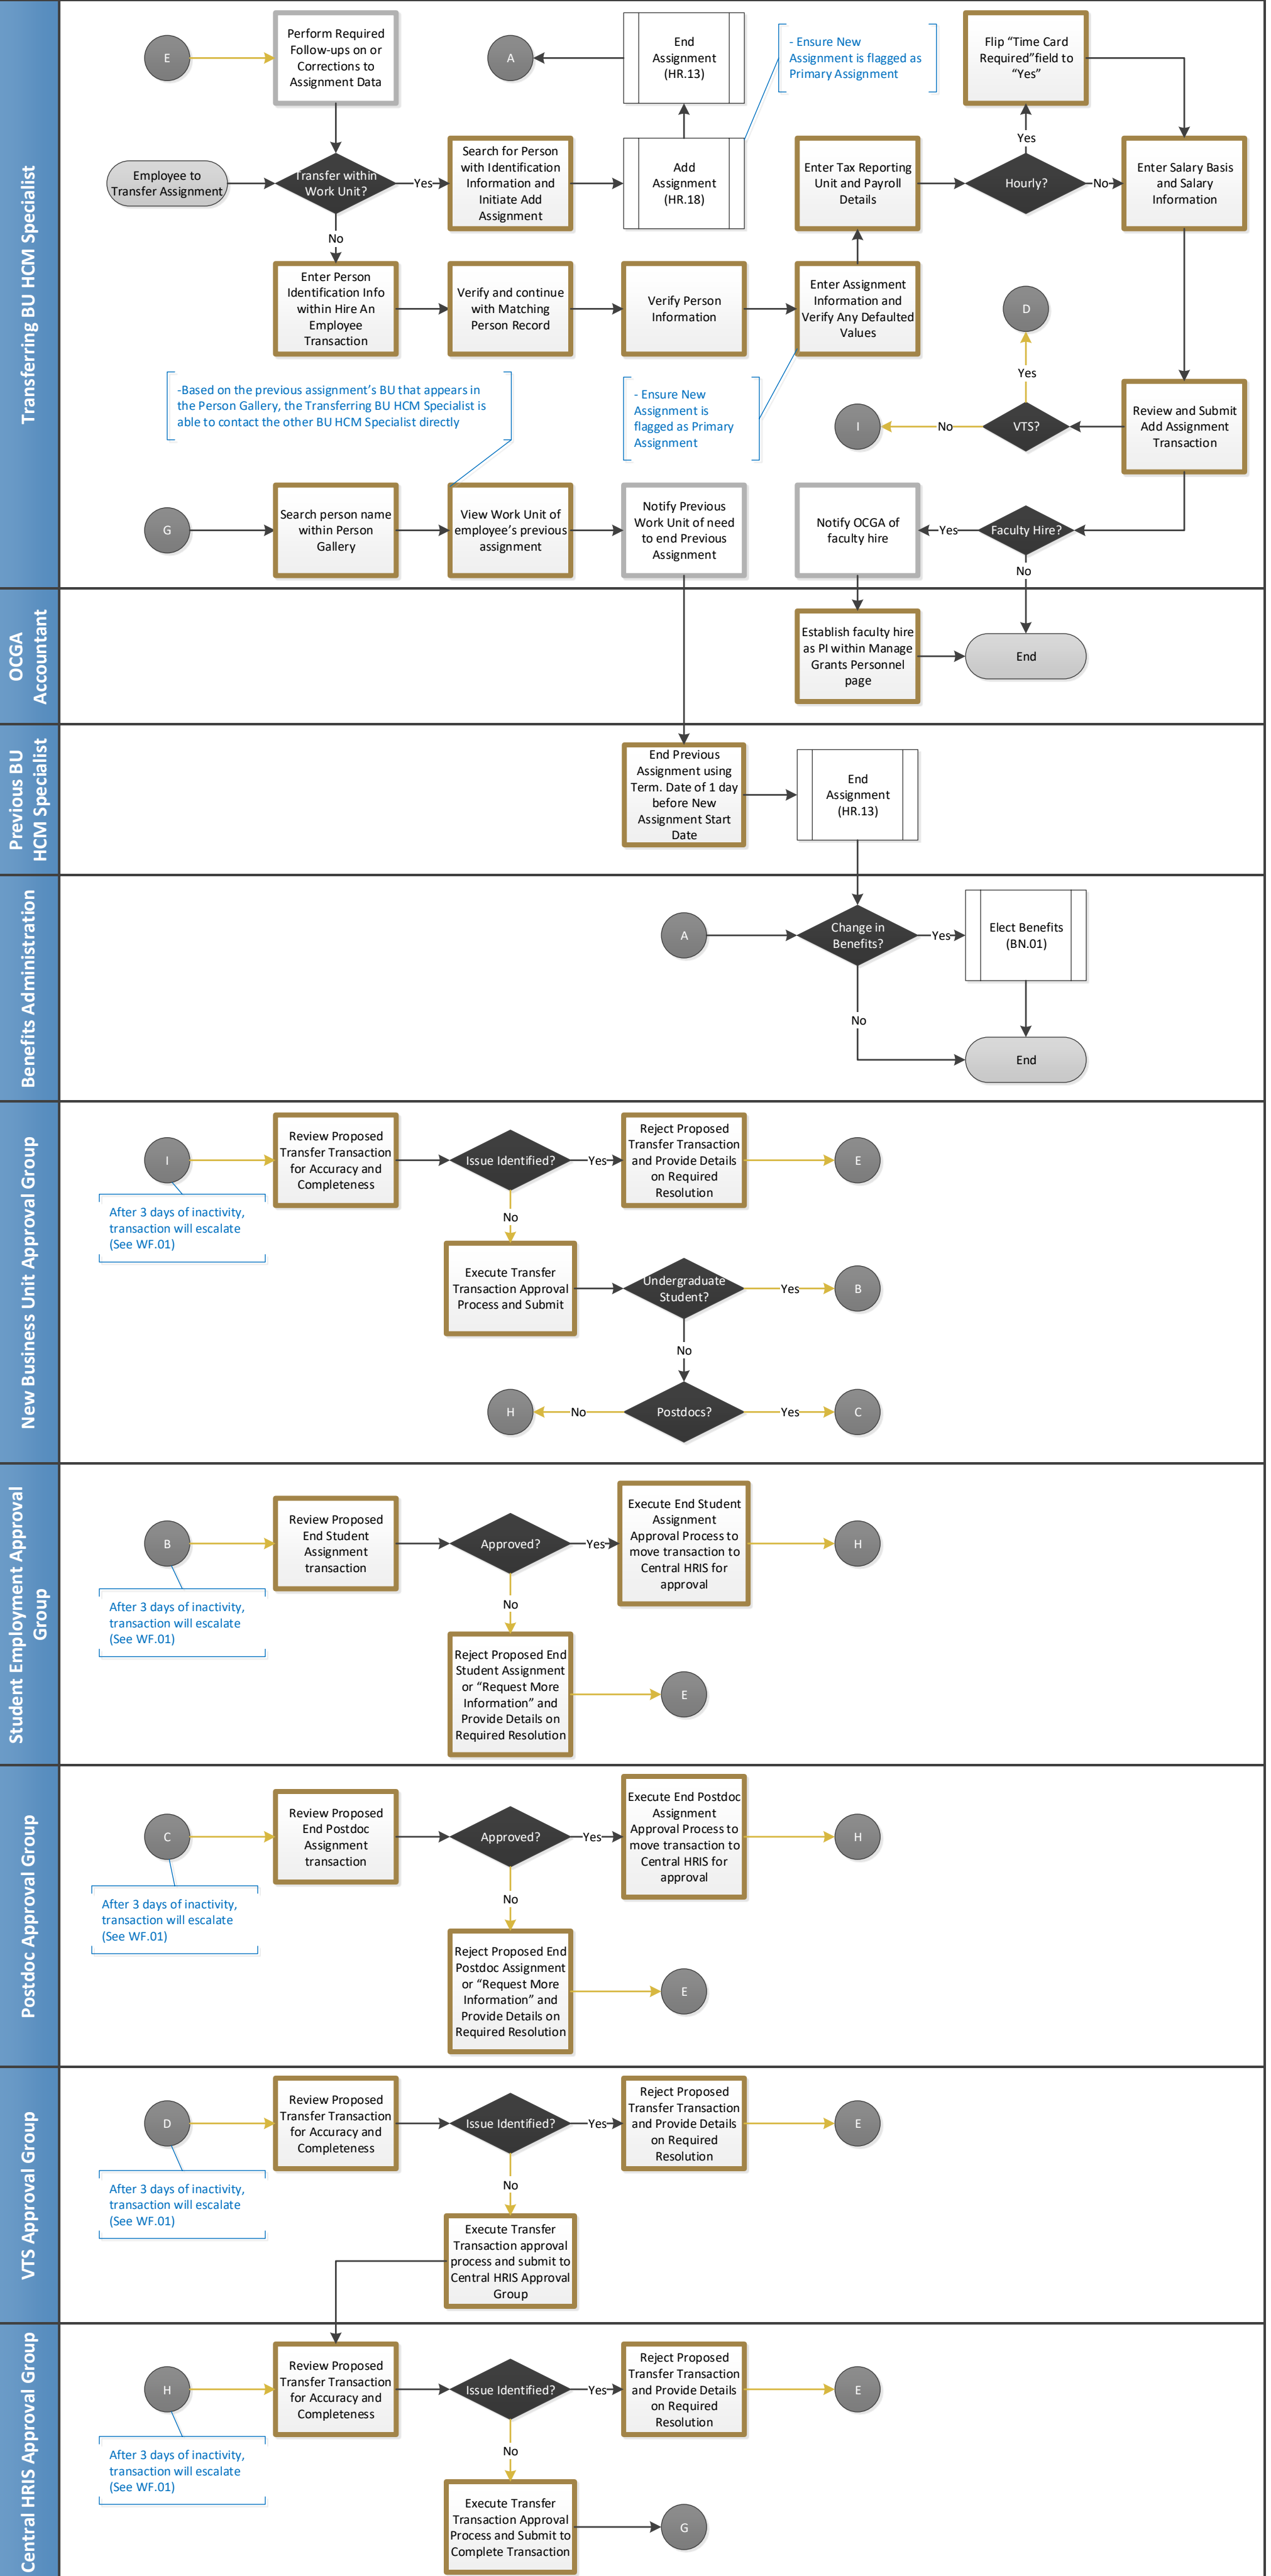 Transferring BU HCM Specialist
E
Perform Required
Follow-ups on or
Corrections to
Assignment Data
A
End
Assignment
(HR.13)
- Ensure New
Assignment is flagged as
Primary Assignment
Flip “Time Card
Required”field to
“Yes”
Yes
Employee to
Transfer Assignment
Transfer within
Work Unit?
Yes
Search for Person
with Identification
Information and
Initiate Add
Assignment
Add
Assignment
(HR.18)
Enter Tax Reporting
Unit and Payroll
Details
Hourly?
No
Enter Salary Basis
and Salary
Information
No
Enter Person
Identification Info
within Hire An
Employee
Transaction
Verify and continue
with Matching
Person Record
Verify Person
Information
Enter Assignment
Information and
Verify Any Defaulted
Values
D
Yes
-Based on the previous assignment’s BU that appears in
the Person Gallery, the Transferring BU HCM Specialist is
able to contact the other BU HCM Specialist directly
- Ensure New
Assignment is
flagged as Primary
Assignment
I
No
VTS?
Review and Submit
Add Assignment
Transaction
G
Search person name
within Person
Gallery
View Work Unit of
employee’s previous
assignment
Notify Previous
Work Unit of need
to end Previous
Assignment
Notify OCGA of
faculty hire
Yes
Faculty Hire?
No
OCGA
Accountant
Establish faculty hire
as PI within Manage
Grants Personnel
page
End
Previous BU
HCM Specialist
End Previous
Assignment using
Term. Date of 1 day
before New
Assignment Start
Date
End
Assignment
(HR.13)
Benefits Administration
A
Change in
Benefits?
Yes
Elect Benefits
(BN.01)
No
End
New Business Unit Approval Group
I
Review Proposed
Transfer Transaction
for Accuracy and
Completeness
Issue Identified?
Yes
Reject Proposed
Transfer Transaction
and Provide Details
on Required
Resolution
E
After 3 days of inactivity,
transaction will escalate
(See WF.01)
No
Execute Transfer
Transaction Approval
Process and Submit
Undergraduate
Student?
Yes
B
No
H
No
Postdocs?
Yes
C
Student Employment Approval
Group
B
Review Proposed
End Student
Assignment
transaction
Approved?
Yes
Execute End Student
Assignment
Approval Process to
move transaction to
Central HRIS for
approval
H
After 3 days of inactivity,
transaction will escalate
(See WF.01)
No
Reject Proposed End
Student Assignment
or “Request More
Information” and
Provide Details on
Required Resolution
E
Postdoc Approval Group
C
Review Proposed
End Postdoc
Assignment
transaction
Approved?
Yes
Execute End Postdoc
Assignment
Approval Process to
move transaction to
Central HRIS for
approval
H
After 3 days of inactivity,
transaction will escalate
(See WF.01)
No
Reject Proposed End
Postdoc Assignment
or “Request More
Information” and
Provide Details on
Required Resolution
E
VTS Approval Group
D
Review Proposed
Transfer Transaction
for Accuracy and
Completeness
Issue Identified?
Yes
Reject Proposed
Transfer Transaction
and Provide Details
on Required
Resolution
E
After 3 days of inactivity,
transaction will escalate
(See WF.01)
No
Execute Transfer
Transaction approval
process and submit to
Central HRIS Approval
Group
Central HRIS Approval Group
H
Review Proposed
Transfer Transaction
for Accuracy and
Completeness
Issue Identified?
Yes
Reject Proposed
Transfer Transaction
and Provide Details
on Required
Resolution
E
After 3 days of inactivity,
transaction will escalate
(See WF.01)
No
Execute Transfer
Transaction Approval
Process and Submit to
Complete Transaction
G